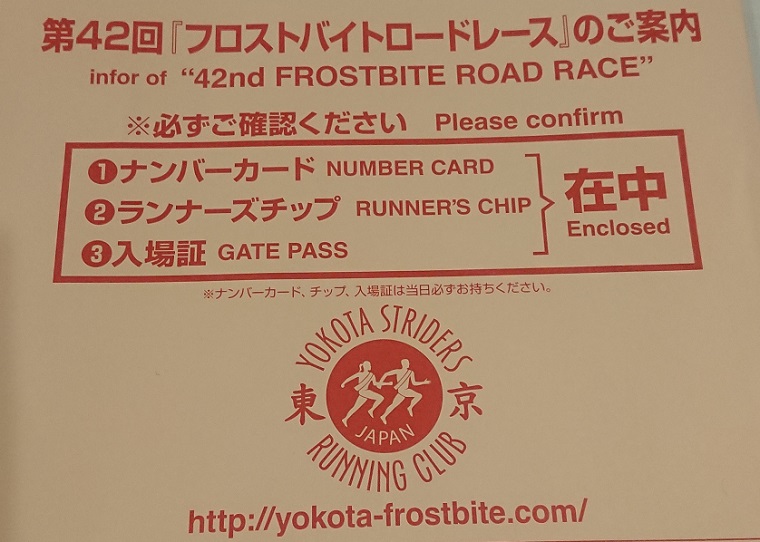 第42回『フロストバイトロードレース』のご案内
infor of “42nd FROSTBITE ROAD RACE”
※必ずご確認ください Please confirm
❶ナンバーカード NUMBER CARD
❷ランナーズチップ RUNNER'S CHIP
❸入場証 GATE PASS
在中
Enclosed
※ナンバーカード、チップ、入場証は当日必ずお持ちください。
YOKOTA STRIDERS
東京
JAPAN
RUNNING CLUB
http://yokota-frostbite.com/